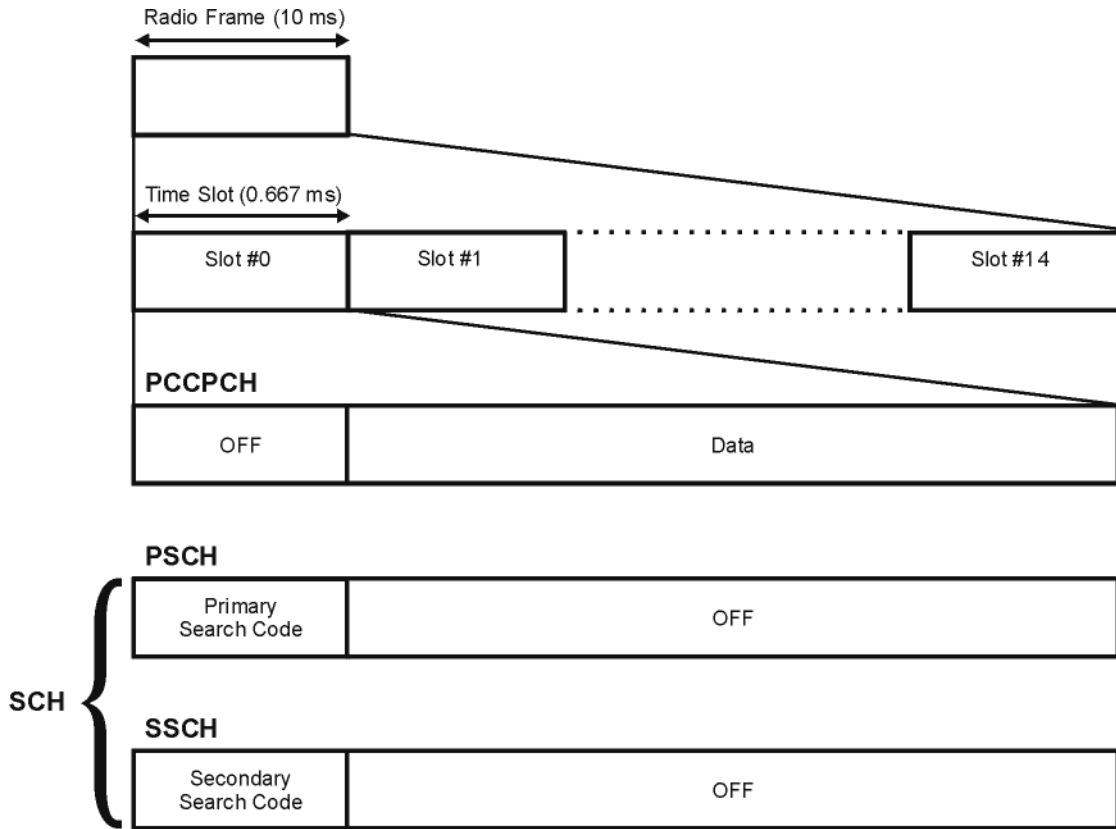 Radio Frame (10 ms)
Time Slot (0.667 ms)
Slot #0
Slot #1
Slot #14
PCCPCH
OFF
Data
PSCH
Primary
Search Code
OFF
SCH
SSCH
Secondary
Search Code
OFF